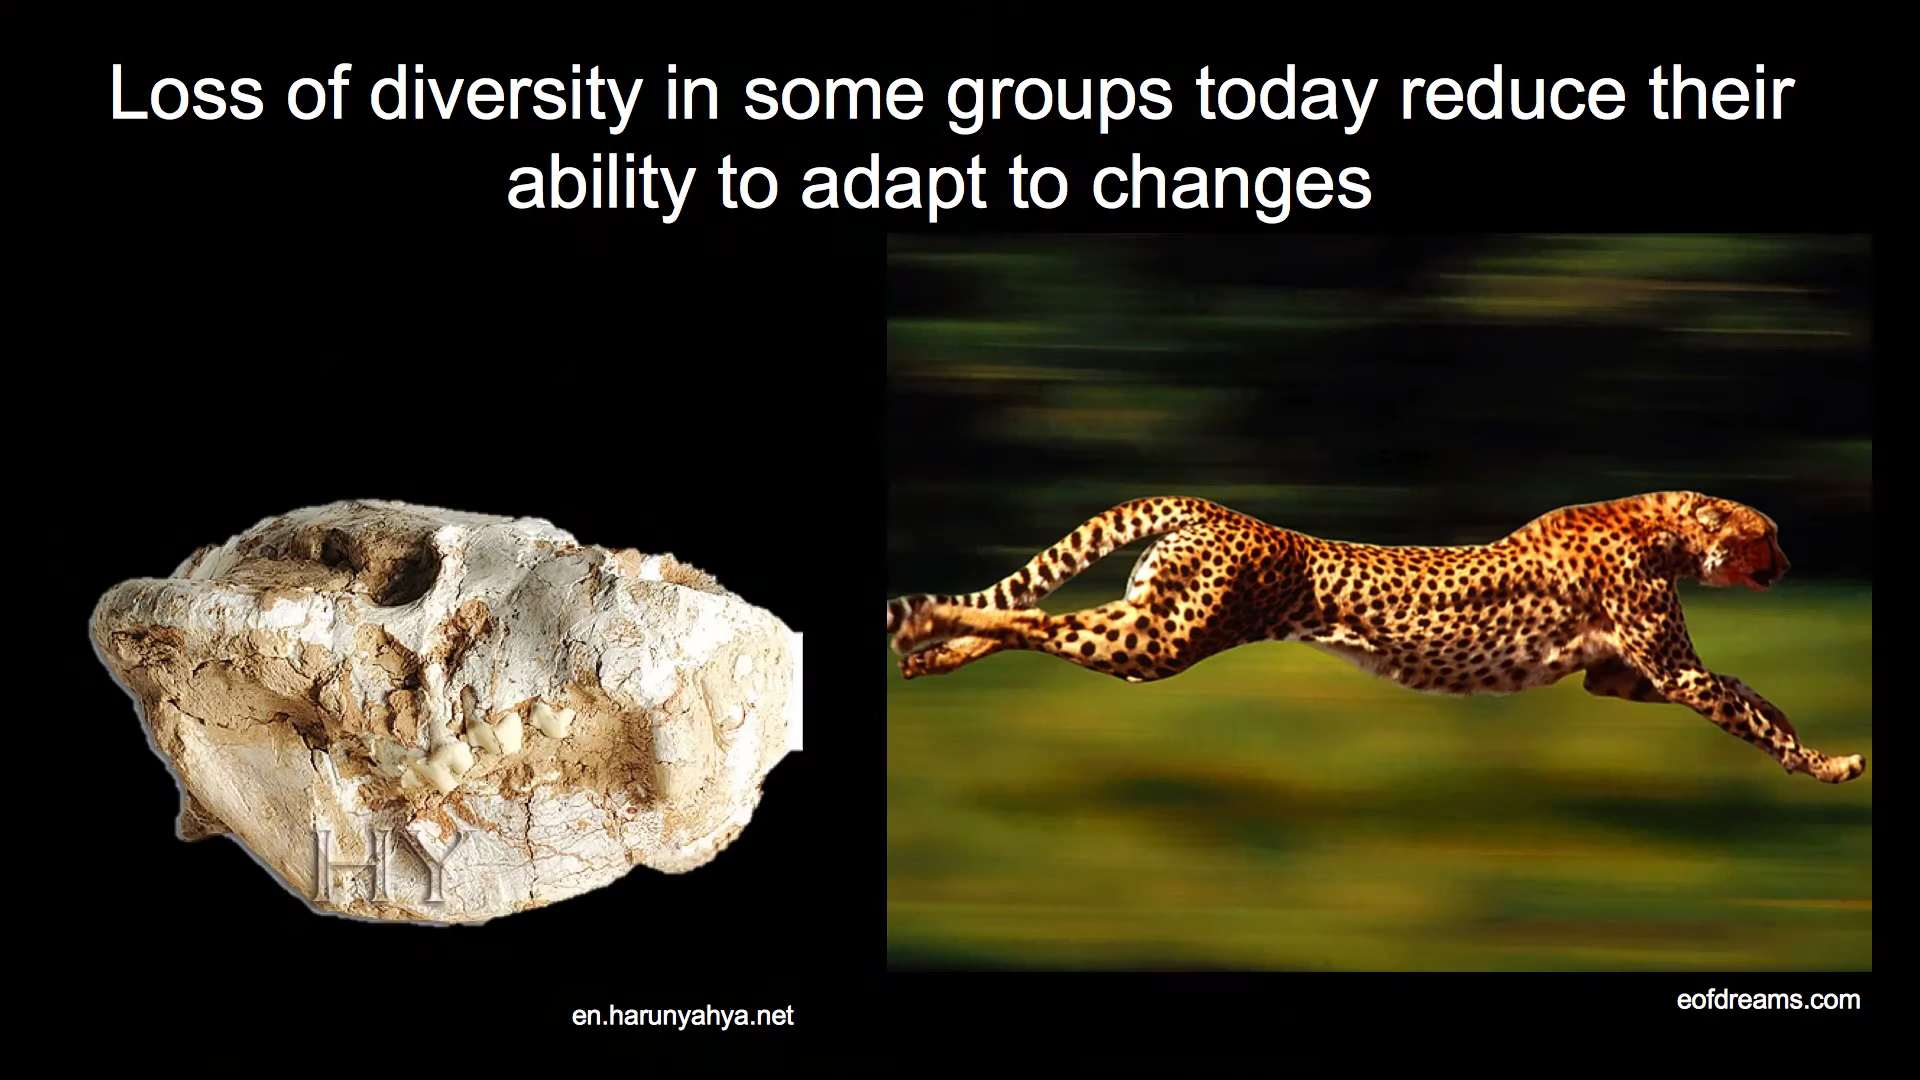 Loss of diversity in some groups today reduce their
ability to adapt to changes
HY
en.harunyahya.net
eofdreams.com